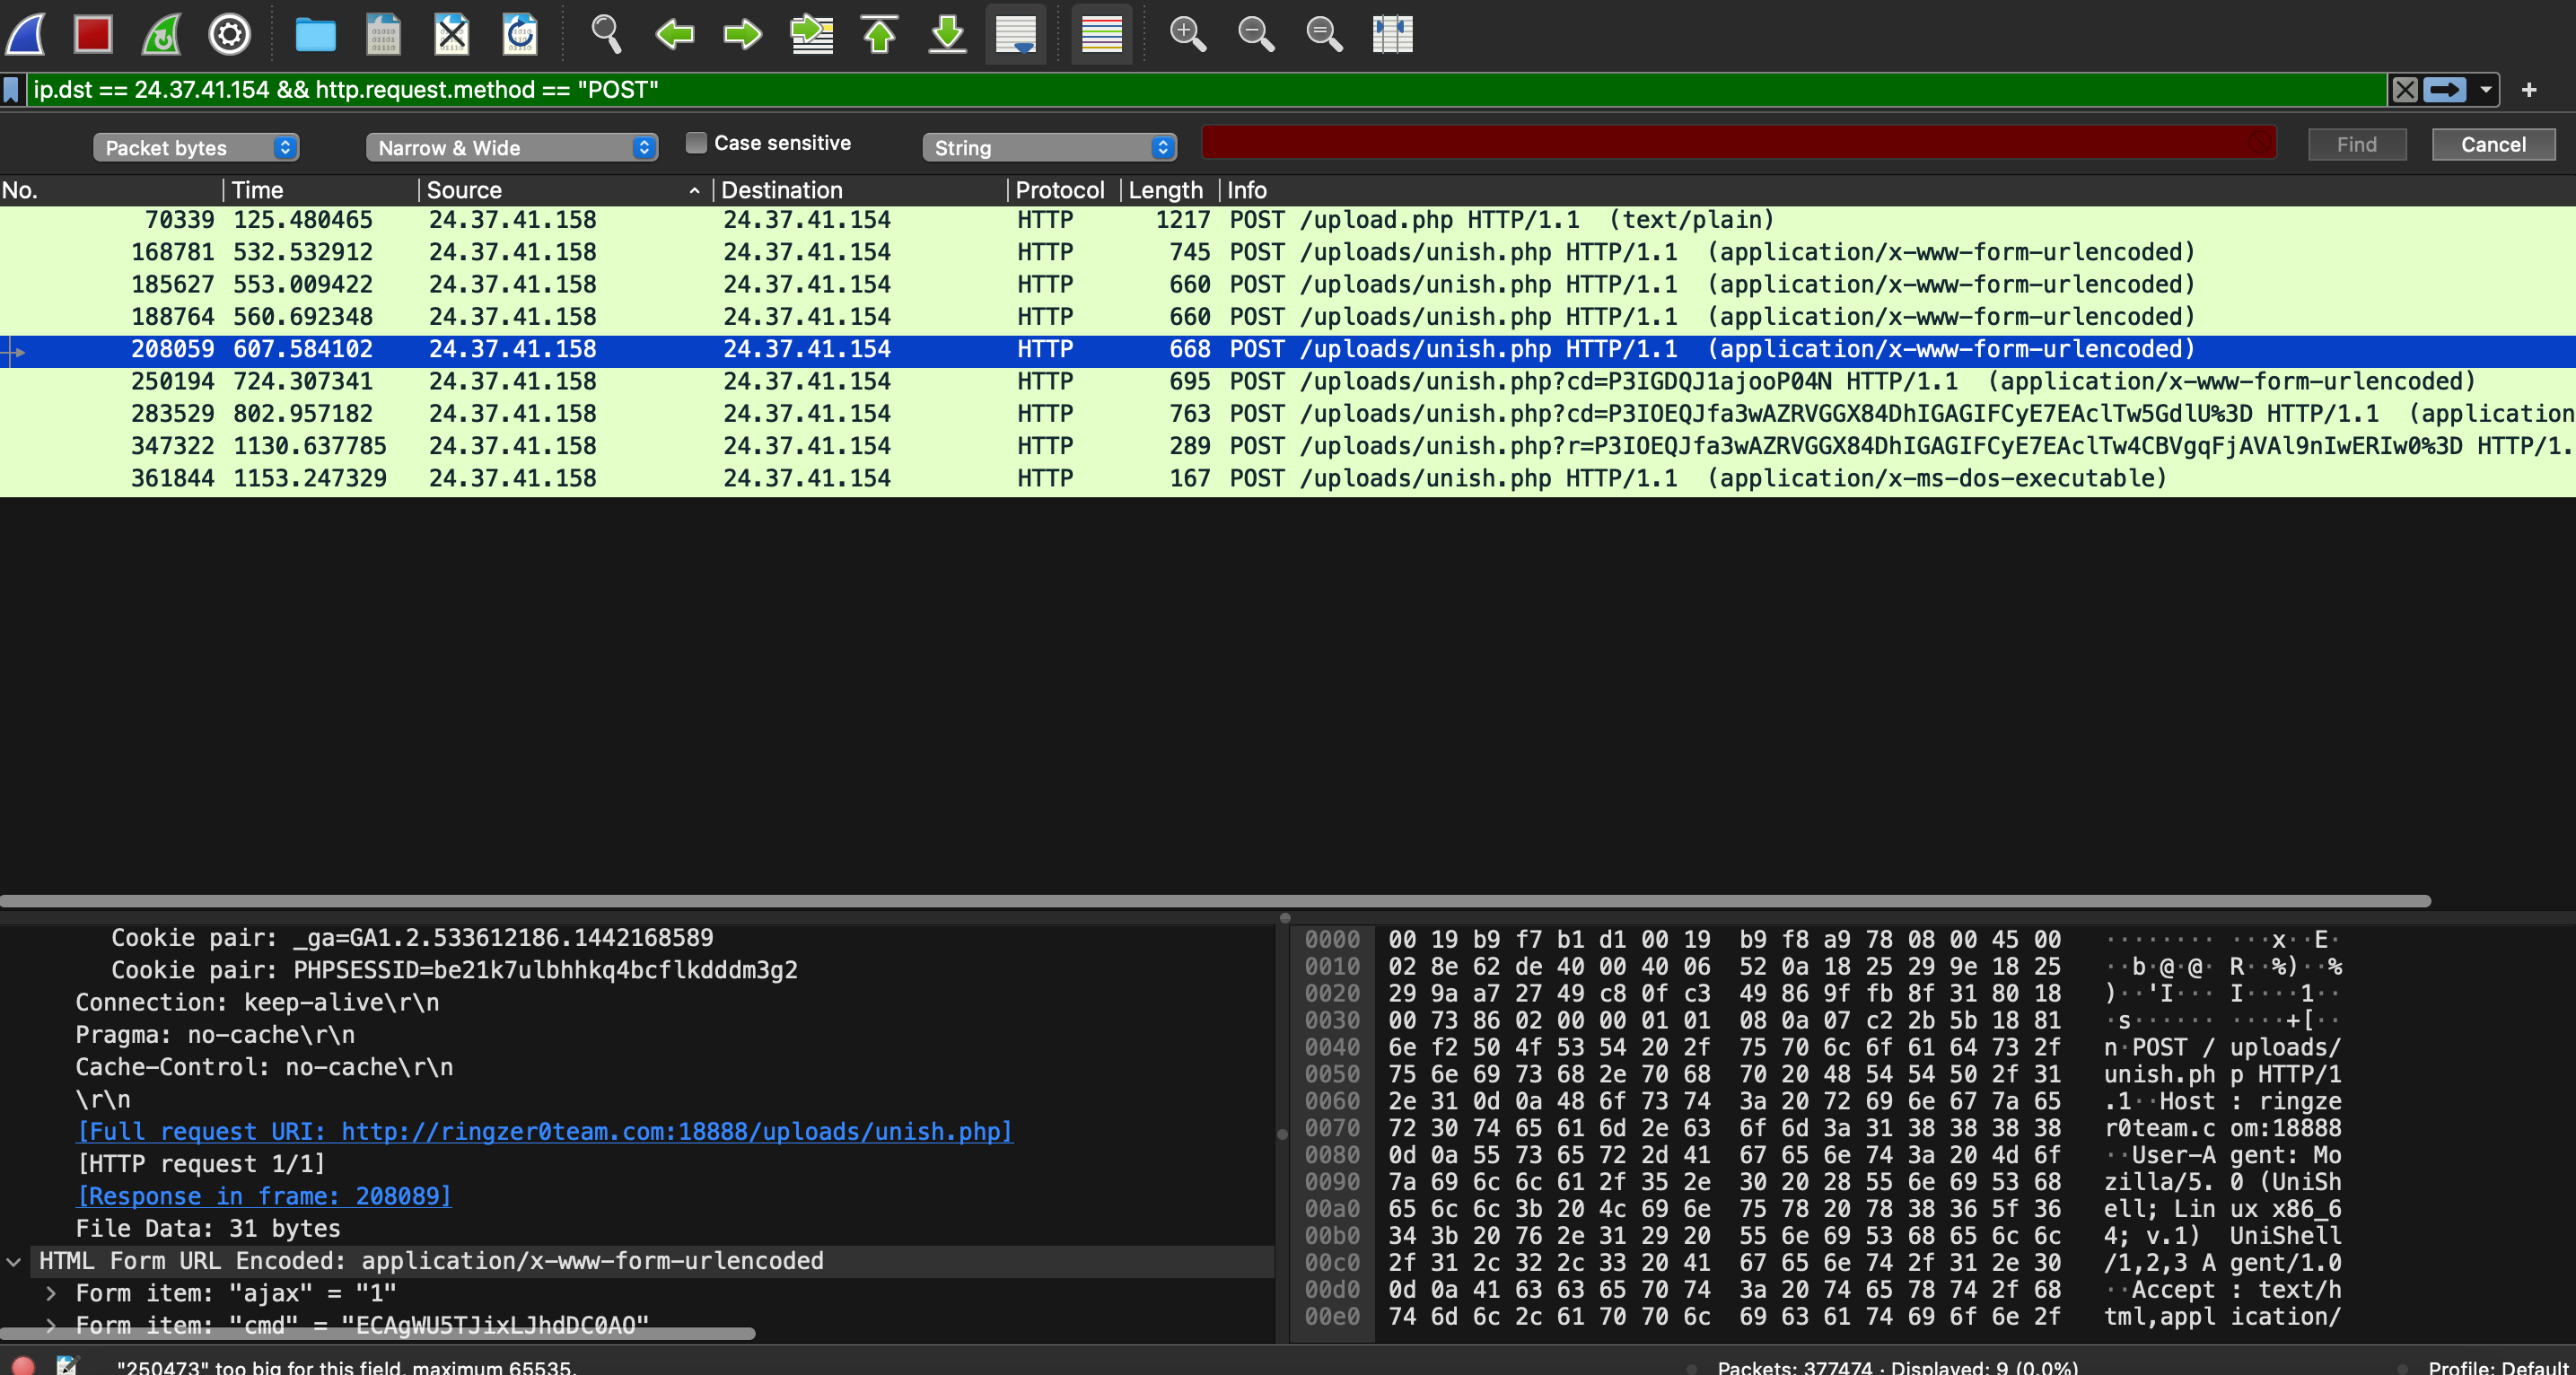 ip.dst == 24.37.41.154 && http.request.method == "POST"
Packet bytes Narrow & Wide Case sensitive String Find Cancel
No. Time Source Destination Protocol Length Info
70339 125.480465 24.37.41.158 24.37.41.154 HTTP 1217 POST /upload.php HTTP/1.1 (text/plain)
168781 532.532912 24.37.41.158 24.37.41.154 HTTP 745 POST /uploads/unish.php HTTP/1.1 (application/x-www-form-urlencoded)
185627 553.009422 24.37.41.158 24.37.41.154 HTTP 660 POST /uploads/unish.php HTTP/1.1 (application/x-www-form-urlencoded)
188764 560.692348 24.37.41.158 24.37.41.154 HTTP 660 POST /uploads/unish.php HTTP/1.1 (application/x-www-form-urlencoded)
208059 607.584102 24.37.41.158 24.37.41.154 HTTP 668 POST /uploads/unish.php HTTP/1.1 (application/x-www-form-urlencoded)
250194 724.307341 24.37.41.158 24.37.41.154 HTTP 695 POST /uploads/unish.php?cd=P3IGDQJ1ajooP04N HTTP/1.1 (application/x-www-form-urlencoded)
283529 802.957182 24.37.41.158 24.37.41.154 HTTP 763 POST /uploads/unish.php?cd=P3IOEQJfa3wAZRVGGX84DhIGAGIFCyE7EAclTw5GdlU%3D HTTP/1.1 (application
347322 1130.637785 24.37.41.158 24.37.41.154 HTTP 289 POST /uploads/unish.php?r=P3IOEQJfa3wAZRVGGX84DhIGAGIFCyE7EAclTw4CBVgqFjAVAl9nIwERIw0%3D HTTP/1.
361844 1153.247329 24.37.41.158 24.37.41.154 HTTP 167 POST /uploads/unish.php HTTP/1.1 (application/x-ms-dos-executable)
Cookie pair: _ga=GA1.2.533612186.1442168589
Cookie pair: PHPSESSID=be21k7ulbhhkq4bcflkdddm3g2
Connection: keep-alive\r\n
Pragma: no-cache\r\n
Cache-Control: no-cache\r\n
\r\n
[Full request URI: http://ringzer0team.com:18888/uploads/unish.php]
[HTTP request 1/1]
[Response in frame: 208089]
File Data: 31 bytes
HTML Form URL Encoded: application/x-www-form-urlencoded
Form item: "ajax" = "1"
Form item: "cmd" = "ECAgWU5TJixLJhdDC0AO"
0000 00 19 b9 f7 b1 d1 00 19 b9 f8 a9 78 08 00 45 00 ········ ···x··E·
0010 02 8e 62 de 40 00 40 06 52 0a 18 25 29 9e 18 25 ··b·@·@· R··%)··%
0020 29 9a a7 27 49 c8 0f c3 49 86 9f fb 8f 31 80 18 )··'I··· I····1··
0030 00 73 86 02 00 00 01 01 08 0a 07 c2 2b 5b 18 81 ·s······ ····+[··
0040 6e f2 50 4f 53 54 20 2f 75 70 6c 6f 61 64 73 2f n·POST / uploads/
0050 75 6e 69 73 68 2e 70 68 70 20 48 54 54 50 2f 31 unish.ph p HTTP/1
0060 2e 31 0d 0a 48 6f 73 74 3a 20 72 69 6e 67 7a 65 .1··Host : ringze
0070 72 30 74 65 61 6d 2e 63 6f 6d 3a 31 38 38 38 38 r0team.c om:18888
0080 0d 0a 55 73 65 72 2d 41 67 65 6e 74 3a 20 4d 6f ··User-A gent: Mo
0090 7a 69 6c 6c 61 2f 35 2e 30 20 28 55 6e 69 53 68 zilla/5. 0 (UniSh
00a0 65 6c 6c 3b 20 4c 69 6e 75 78 20 78 38 36 5f 36 ell; Lin ux x86_6
00b0 34 3b 20 76 2e 31 29 20 55 6e 69 53 68 65 6c 6c 4; v.1) UniShell
00c0 2f 31 2c 32 2c 33 20 41 67 65 6e 74 2f 31 2e 30 /1,2,3 A gent/1.0
00d0 0d 0a 41 63 63 65 70 74 3a 20 74 65 78 74 2f 68 ··Accept : text/h
00e0 74 6d 6c 2c 61 70 70 6c 69 63 61 74 69 6f 6e 2f tml,appl ication/
"250473" too big for this field, maximum 65535. Packets: 377474 · Displayed: 9 (0.0%) Profile: Default